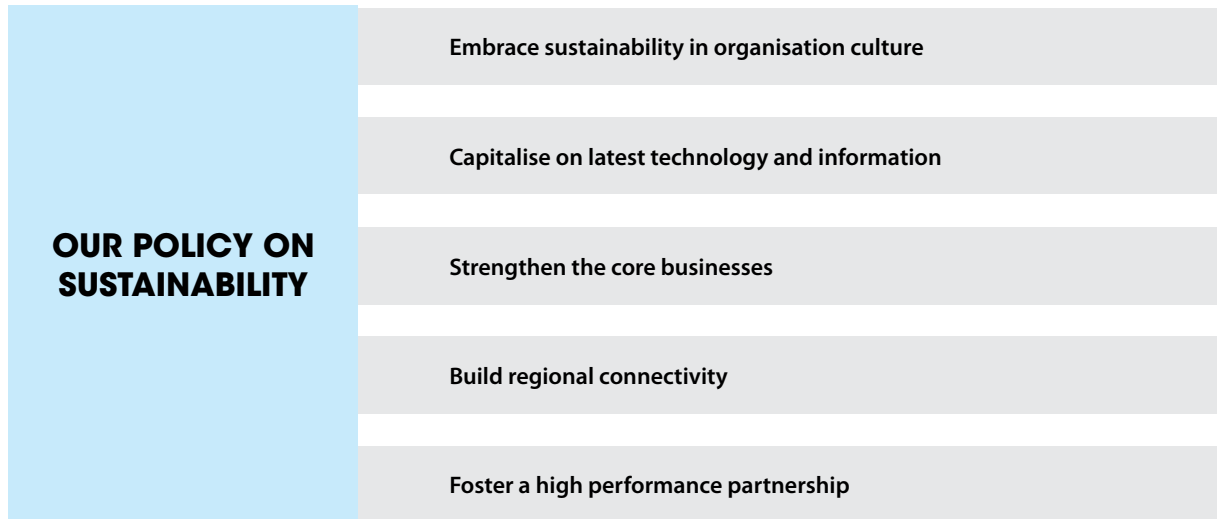 OUR POLICY ON
SUSTAINABILITY
Embrace sustainability in organisation culture
Capitalise on latest technology and information
Strengthen the core businesses
Build regional connectivity
Foster a high performance partnership